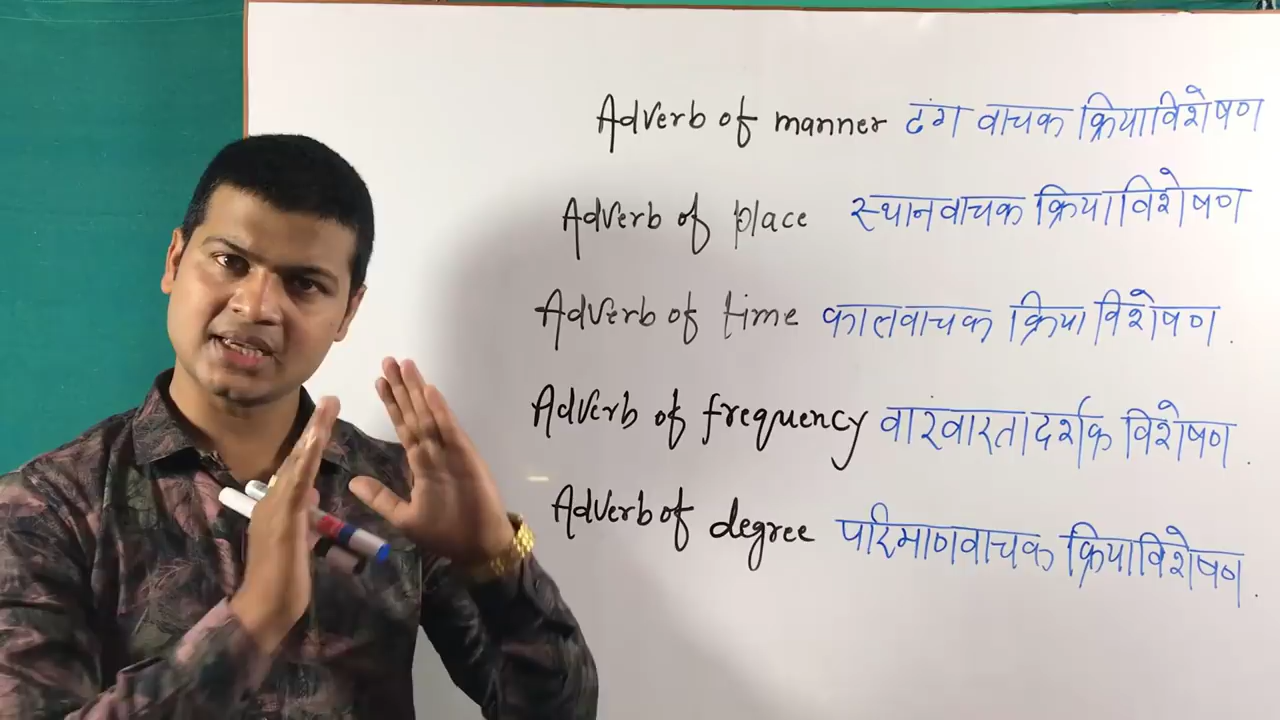 Adverb of manner ढंग वाचक क्रियाविशेषण
Adverb of place स्थानवाचक क्रियाविशेषण
Adverb of time कालवाचक क्रिया विशेषण.
Adverb of frequency वारंवारतादर्शक विशेषण.
Adverb of degree परिमाणवाचक क्रियाविशेषण.